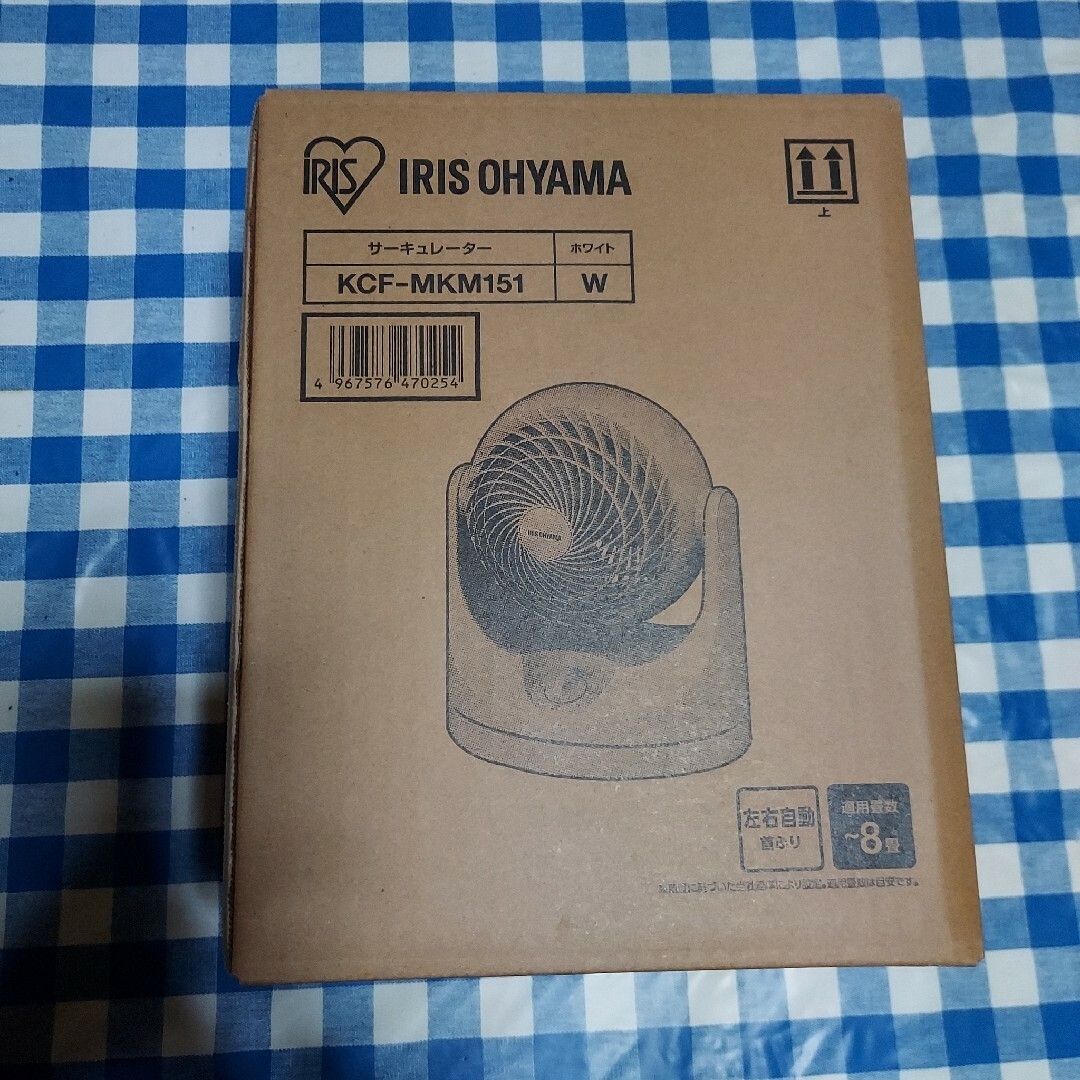 IRIS IRIS OHYAMA
上
サーキュレーター ホワイト
KCF-MKM151 W
4 967576 470254
IRIS OHYAMA
左右自動
首ふり
適用畳数
~8畳